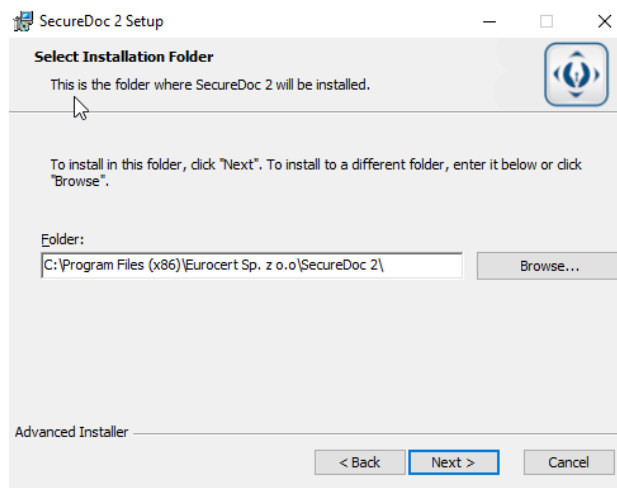 SecureDoc 2 Setup
Select Installation Folder
This is the folder where SecureDoc 2 will be installed.
To install in this folder, click "Next". To install to a different folder, enter it below or click
"Browse".
Folder:
C:\Program Files (x86)\Eurocert Sp. z o.o\SecureDoc 2\
Browse...
Advanced Installer
< Back
Next >
Cancel